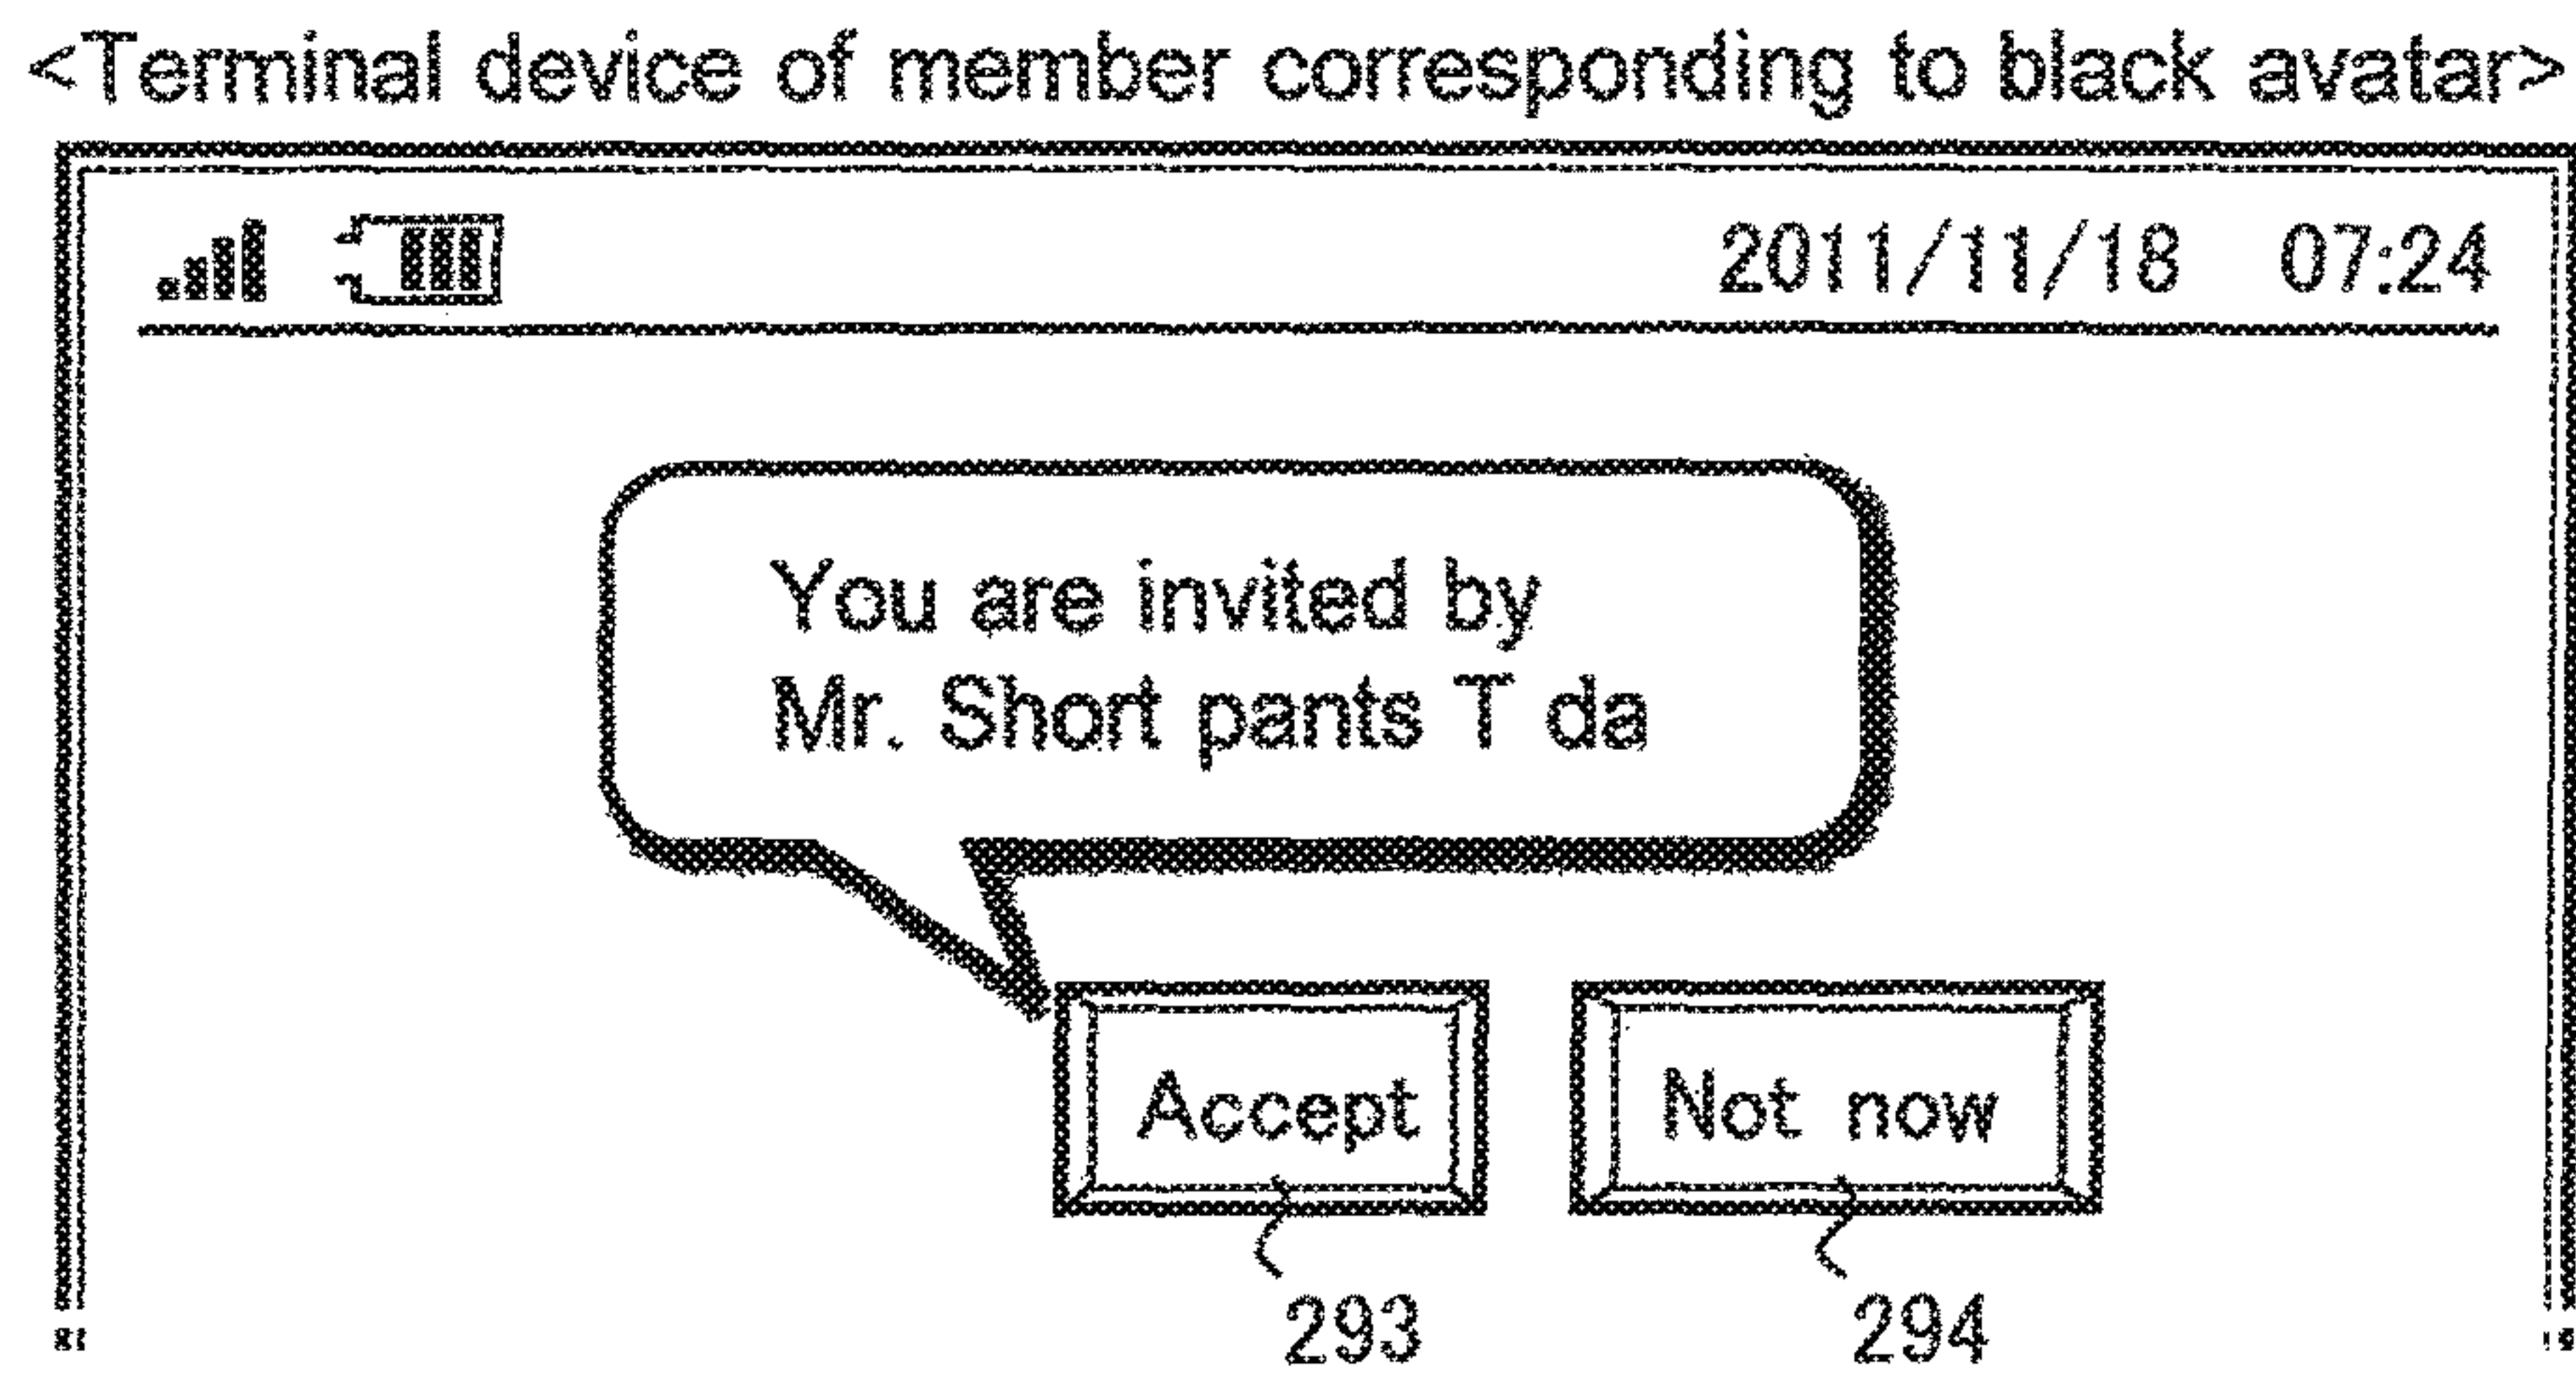 <Terminal device of member corresponding to black avatar>
2011/11/18 07:24
You are invited by
Mr. Short pants T da
Accept Not now
293 294